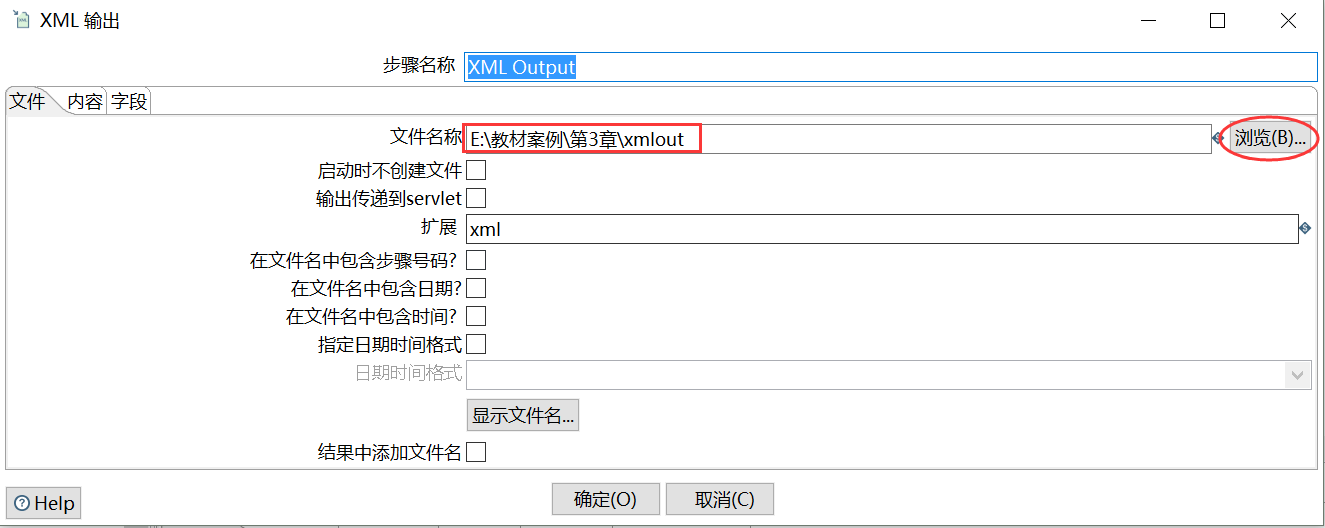 XML 输出
步骤名称 XML Output
文件 内容 字段
文件名称 E:\教材案例\第3章\xmlout 浏览(B)...
启动时不创建文件
输出传递到servlet
扩展 xml
在文件名中包含步骤号码?
在文件名中包含日期?
在文件名中包含时间?
指定日期时间格式
日期时间格式
显示文件名...
结果中添加文件名
Help 确定(O) 取消(C)